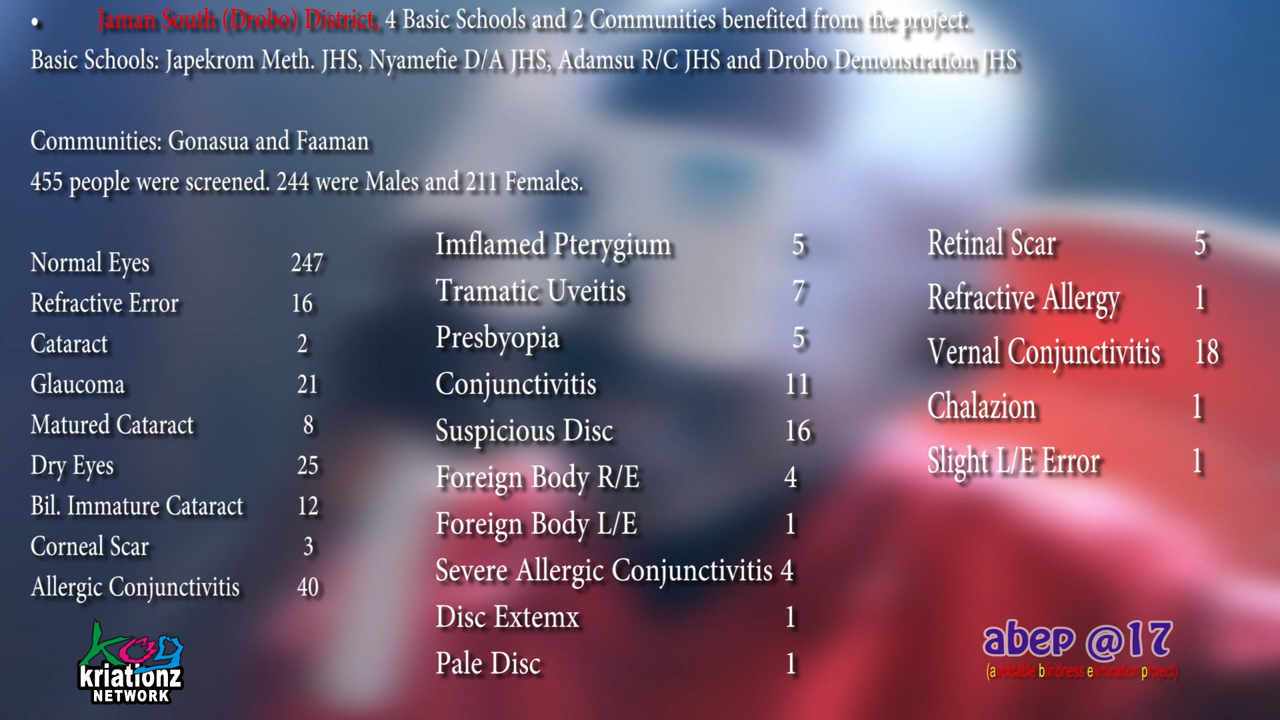 • Jaman South (Drobo) District, 4 Basic Schools and 2 Communities benefited from the project.
Basic Schools: Japekrom Meth. JHS, Nyamefie D/A JHS, Adamsu R/C JHS and Drobo Demonstration JHS
Communities: Gonasua and Faaman
455 people were screened. 244 were Males and 211 Females.
Normal Eyes 247
Refractive Error 16
Cataract 2
Glaucoma 21
Matured Cataract 8
Dry Eyes 25
Bil. Immature Cataract 12
Corneal Scar 3
Allergic Conjunctivitis 40
Imflamed Pterygium 5
Tramatic Uveitis 7
Presbyopia 5
Conjunctivitis 11
Suspicious Disc 16
Foreign Body R/E 4
Foreign Body L/E 1
Severe Allergic Conjunctivitis 4
Disc Extemx 1
Pale Disc 1
Retinal Scar 5
Refractive Allergy 1
Vernal Conjunctivitis 18
Chalazion 1
Slight L/E Error 1
kriationz
NETWORK
abep @17
(avoidable blindness elimination project)